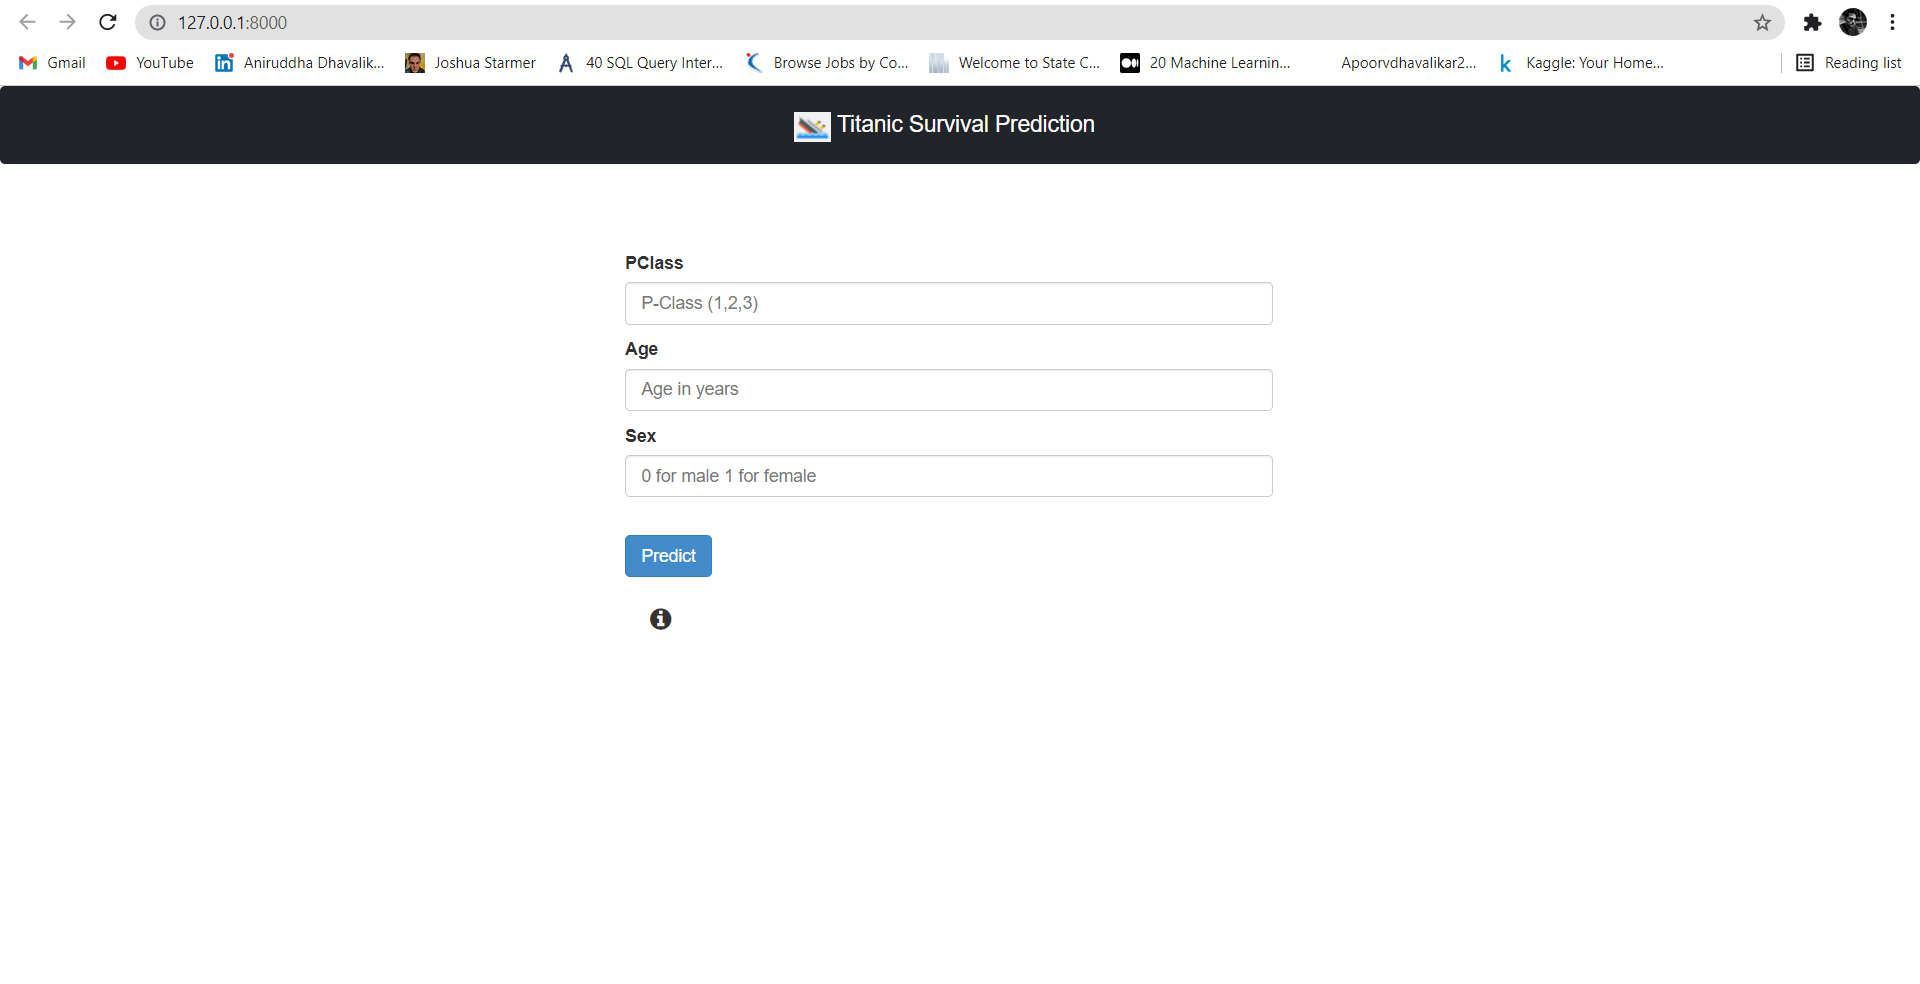 127.0.0.1:8000
Gmail YouTube Aniruddha Dhavalik... Joshua Starmer 40 SQL Query Inter... Browse Jobs by Co... Welcome to State C... 20 Machine Learnin... Apoorvdhavalikar2... Kaggle: Your Home... Reading list
Titanic Survival Prediction
PClass
P-Class (1,2,3)
Age
Age in years
Sex
0 for male 1 for female
Predict